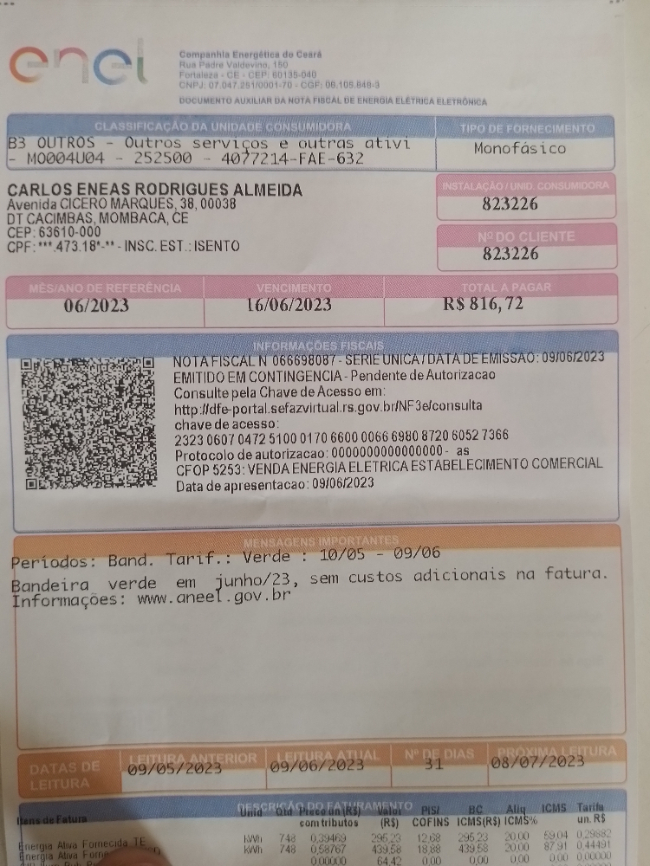 enel
Companhia Energética do Ceará
Rua Padre Valdevino, 150
Fortaleza - CE - CEP: 60135-040
CNPJ: 07.047.251/0001-70 - CGF: 06.105.848-3
DOCUMENTO AUXILIAR DA NOTA FISCAL DE ENERGIA ELÉTRICA ELETRÔNICA
CLASSIFICAÇÃO DA UNIDADE CONSUMIDORA
B3 OUTROS - Outros serviços e outras ativi
- MO004U04 - 252500 - 4077214-FAE-632
TIPO DE FORNECIMENTO
Monofásico
CARLOS ENEAS RODRIGUES ALMEIDA
Avenida CICERO MARQUES, 38, 00038
DT CACIMBAS, MOMBACA, CE
CEP: 63610-000
CPF: ***.473.18*-** - INSC. EST.: ISENTO
INSTALAÇÃO / UNID. CONSUMIDORA
823226
Nº DO CLIENTE
823226
MÊS/ANO DE REFERÊNCIA VENCIMENTO TOTAL A PAGAR
06/2023 16/06/2023 R$ 816,72
INFORMAÇÕES FISCAIS
NOTA FISCAL N 066698087 - SERIE UNICA / DATA DE EMISSAO: 09/06/2023
EMITIDO EM CONTINGENCIA - Pendente de Autorizacao
Consulte pela Chave de Acesso em:
http://dfe-portal.sefazvirtual.rs.gov.br/NF3e/consulta
chave de acesso:
2323 0607 0472 5100 0170 6600 0066 6980 8720 6052 7366
Protocolo de autorizacao: 0000000000000000 - as
CFOP 5253: VENDA ENERGIA ELETRICA ESTABELECIMENTO COMERCIAL
Data de apresentacao: 09/06/2023
MENSAGENS IMPORTANTES
Períodos: Band. Tarif.: Verde : 10/05 - 09/06
Bandeira verde em junho/23, sem custos adicionais na fatura.
Informações: www.aneel.gov.br
DATAS DE LEITURA
LEITURA ANTERIOR LEITURA ATUAL Nº DE DIAS PRÓXIMA LEITURA
09/05/2023 09/06/2023 31 08/07/2023
DESCRIÇÃO DO FATURAMENTO
Itens de Fatura Unid Qtd Preço un (R$) com tributos Valor (R$) PIS/ COFINS BC ICMS(R$) Aliq ICMS% ICMS Tarifa un. R$
Energia Ativa Fornecida TE kWh 748 0,39469 295,23 12,68 295,23 20,00 59,04 0,29882
Energia Ativa Forne kWh 748 0,58767 439,58 18,88 439,58 20,00 87,91 0,44491
0,00000 64,42 0,00 0,00 0,00 0,00 0,00000